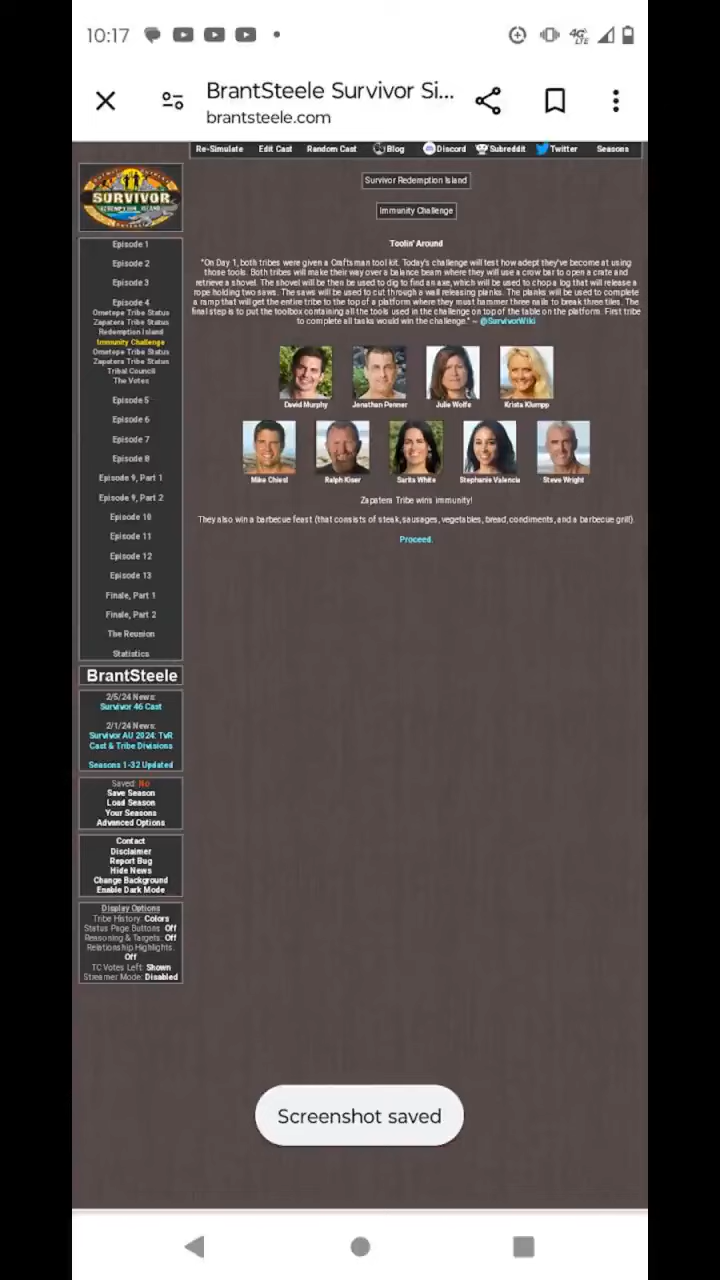 10:17
4G
LTE
BrantSteele Survivor Si...
brantsteele.com
Re-Simulate Edit Cast Random Cast Blog Discord Subreddit Twitter Seasons
SURVIVOR
REDEMPTION ISLAND
Survivor Redemption Island
Immunity Challenge
Toolin' Around
"On Day 1, both tribes were given a Craftsman tool kit. Today's challenge will test how adept they've become at using
those tools. Both tribes will make their way over a balance beam where they will use a crow bar to open a crate and
retrieve a shovel. The shovel will be then be used to dig to find an axe, which will be used to chop a log that will release a
rope holding two saws. The saws will be used to cut through a wall releasing planks. The planks will be used to complete
a ramp that will get the entire tribe to the top of a platform where they must hammer three nails to break three tiles. The
final step is to put the toolbox containing all the tools used in the challenge on top of the table on the platform. First tribe
to complete all tasks would win the challenge." ~ @SurvivorWiki
David Murphy Jonathan Penner Julie Wolfe Krista Klumpp
Mike Chiesl Ralph Kiser Sarita White Stephanie Valencia Steve Wright
Zapatera Tribe wins immunity!
They also win a barbecue feast (that consists of steak, sausages, vegetables, bread, condiments, and a barbecue grill).
Proceed.
Episode 1
Episode 2
Episode 3
Episode 4
Ometepe Tribe Status
Zapatera Tribe Status
Redemption Island
Immunity Challenge
Ometepe Tribe Status
Zapatera Tribe Status
Tribal Council
The Votes
Episode 5
Episode 6
Episode 7
Episode 8
Episode 9, Part 1
Episode 9, Part 2
Episode 10
Episode 11
Episode 12
Episode 13
Finale, Part 1
Finale, Part 2
The Reunion
Statistics
BrantSteele
2/5/24 News:
Survivor 46 Cast
2/1/24 News:
Survivor AU 2024: TvR
Cast & Tribe Divisions
Seasons 1-32 Updated
Saved: No
Save Season
Load Season
Your Seasons
Advanced Options
Contact
Disclaimer
Report Bug
Hide News
Change Background
Enable Dark Mode
Display Options
Tribe History: Colors
Status Page Buttons: Off
Reasoning & Targets: Off
Relationship Highlights:
Off
TC Votes Left: Shown
Streamer Mode: Disabled
Screenshot saved